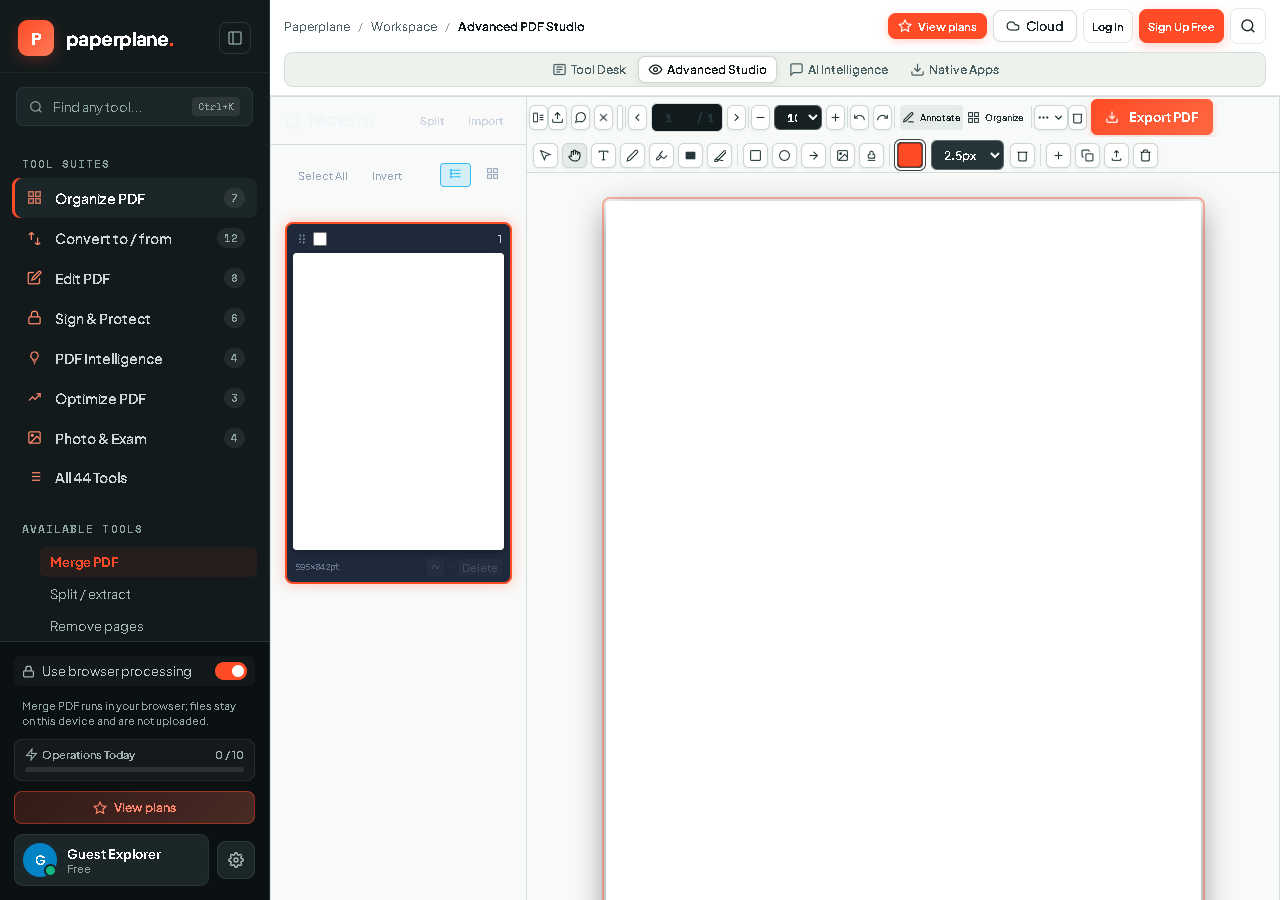 P paperplane.
Find any tool... Ctrl+K
TOOL SUITES
Organize PDF 7
Convert to / from 12
Edit PDF 8
Sign & Protect 6
PDF Intelligence 4
Optimize PDF 3
Photo & Exam 4
All 44 Tools
AVAILABLE TOOLS
Merge PDF
Split / extract
Remove pages
Use browser processing
Merge PDF runs in your browser; files stay
on this device and are not uploaded.
Operations Today 0 / 10
View plans
G Guest Explorer
Free
Paperplane / Workspace / Advanced PDF Studio
View plans Cloud Log In Sign Up Free
Tool Desk Advanced Studio AI Intelligence Native Apps
PAGES (1) Split Import
1 / 1 Annotate Organize Export PDF
T 2.5px
Select All Invert
1
595×842pt Delete